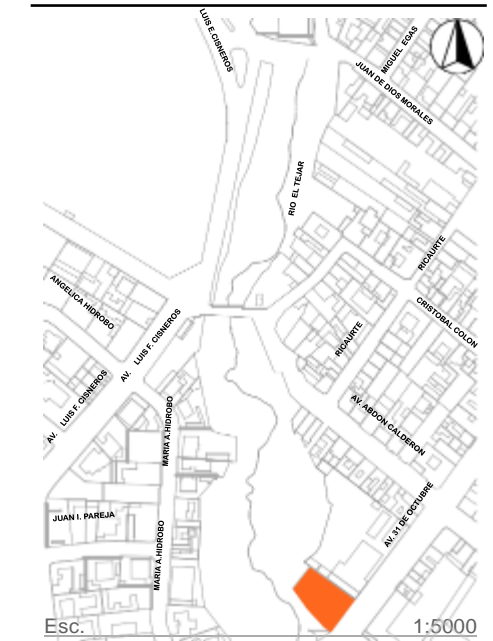 LUIS E.CISNEROS
MIGUEL EGAS
JUAN DE DIOS MORALES
RIO EL TEJAR
RICAURTE
ANGELICA HIDROBO
CRISTOBAL COLON
AV. LUIS F. CISNEROS
RICAURTE
AV. LUIS F. CISNEROS
MARIA A.HIDROBO
AV. ABDON CALDERON
AV. 31 DE OCTUBRE
JUAN I. PAREJA
MARIA A.HIDROBO
Esc. 1:5000